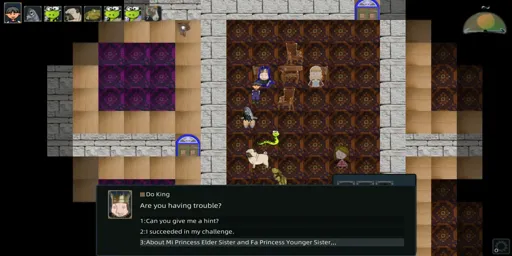 Do King
Are you having trouble?
1:Can you give me a hint?
2:I succeeded in my challenge.
3:About Mi Princess Elder Sister and Fa Princess Younger Sister,,,